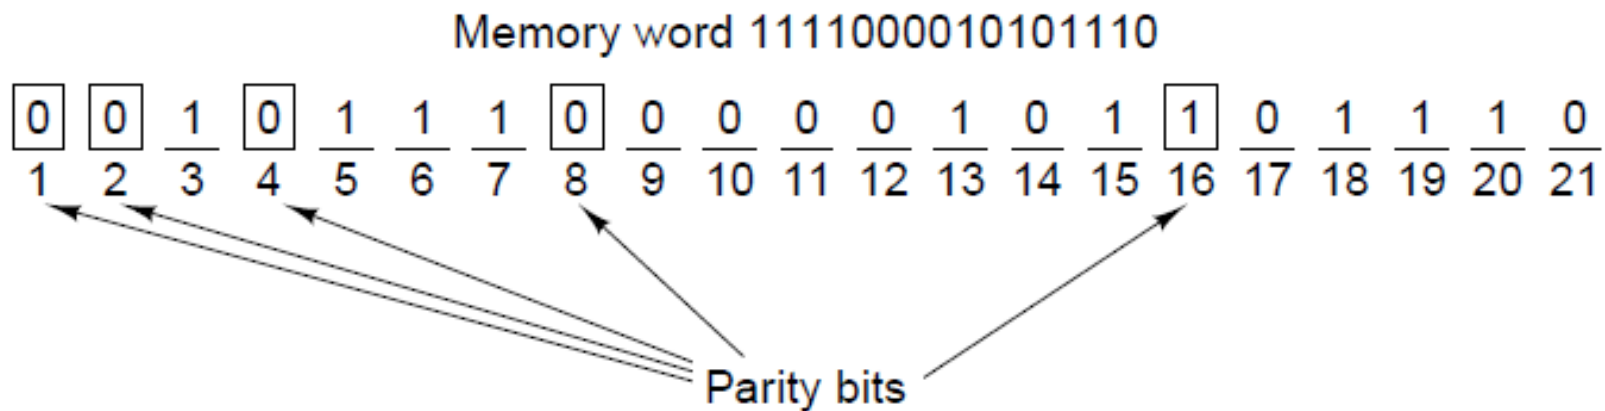 Memory word 1111000010101110
0 0 1 0 1 1 1 0 0 0 0 0 1 0 1 1 0 1 1 1 0
1 2 3 4 5 6 7 8 9 10 11 12 13 14 15 16 17 18 19 20 21
Parity bits